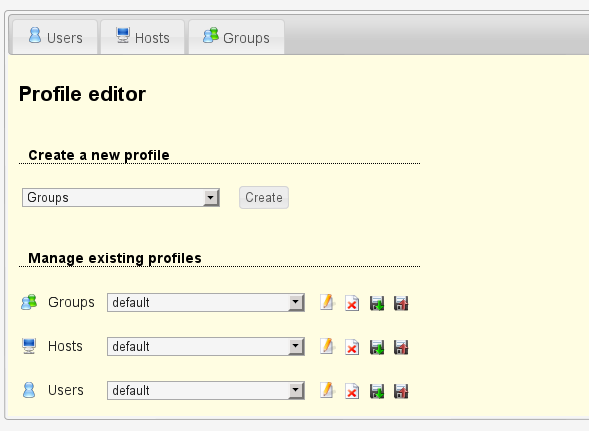 Users Hosts Groups
Profile editor
Create a new profile
Groups Create
Manage existing profiles
Groups default
Hosts default
Users default